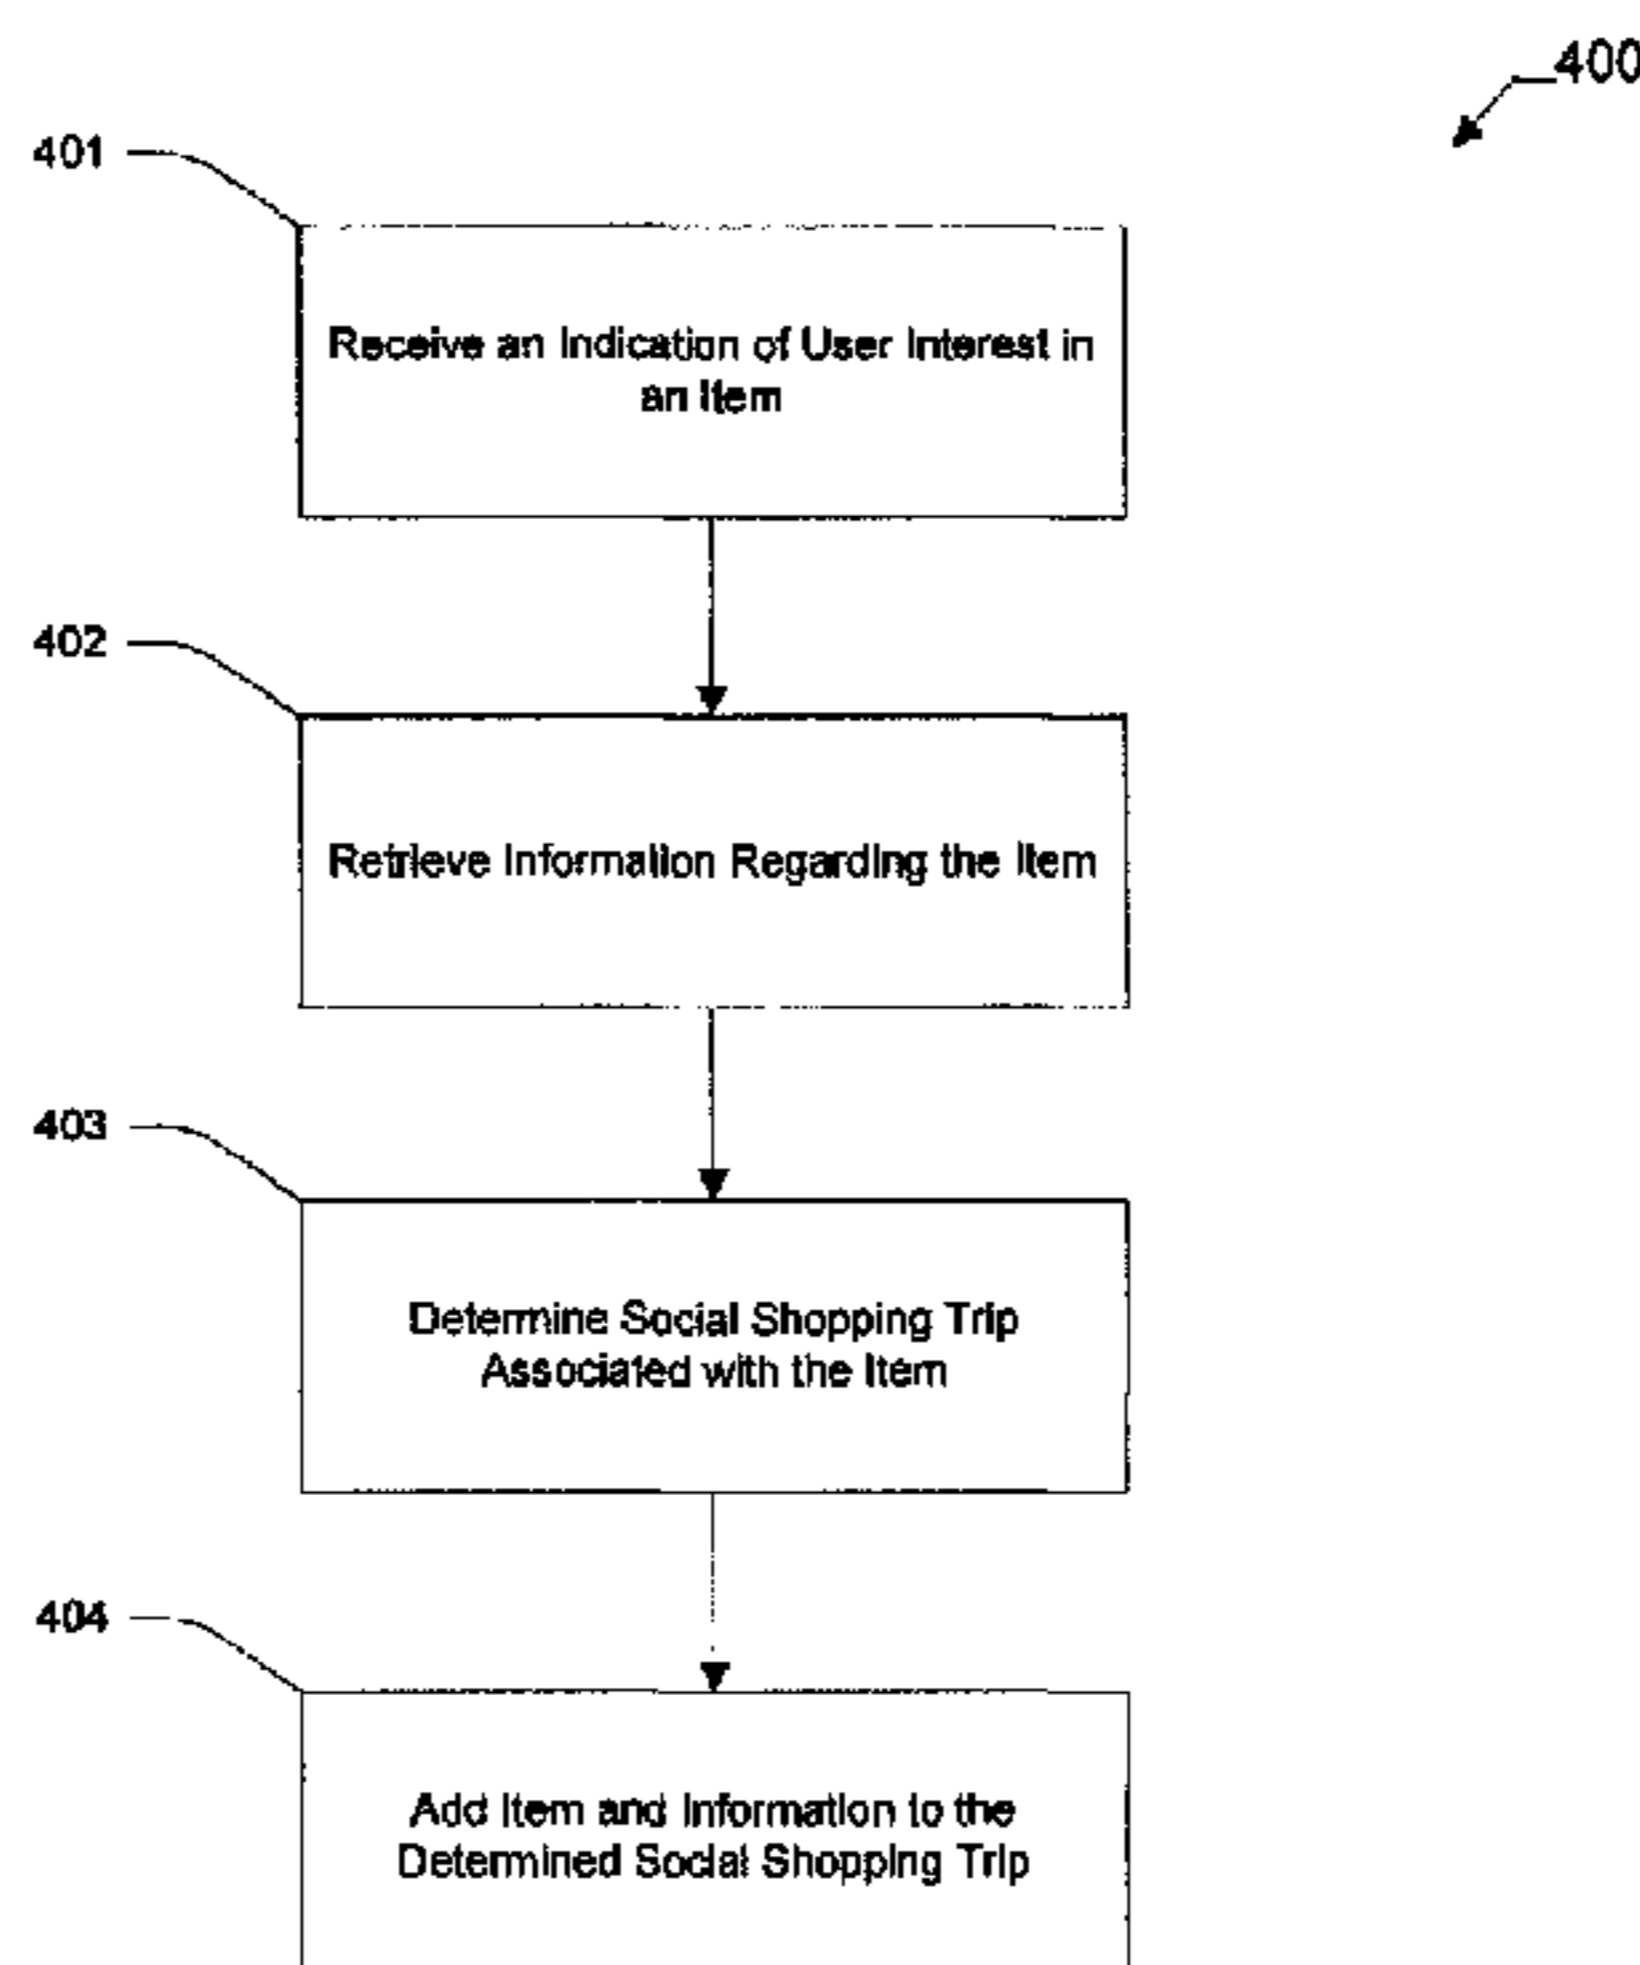 400
401
Receive an Indication of User Interest in
an Item
402
Retrieve Information Regarding the Item
403
Determine Social Shopping Trip
Associated with the Item
404
Add Item and Information to the
Determined Social Shopping Trip